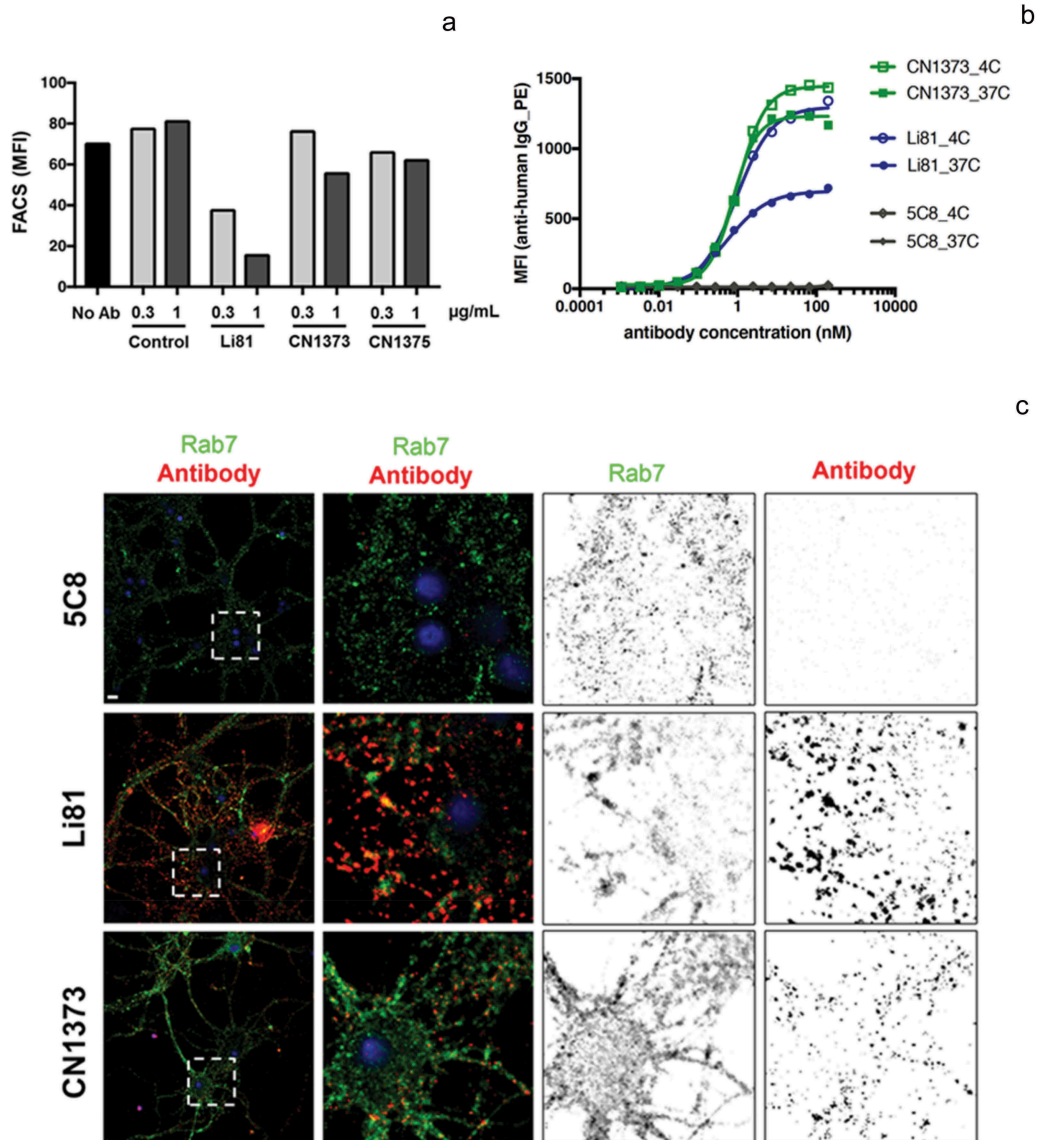 a
b
FACS (MFI)
100
80
60
40
20
0
No Ab 0.3 1 0.3 1 0.3 1 0.3 1 µg/mL
Control Li81 CN1373 CN1375
MFI (anti-human IgG_PE)
1500
1000
500
0
0.0001 0.01 1 100 10000
antibody concentration (nM)
CN1373_4C
CN1373_37C
Li81_4C
Li81_37C
5C8_4C
5C8_37C
c
Rab7 Rab7
Antibody Antibody Rab7 Antibody
5C8
Li81
CN1373